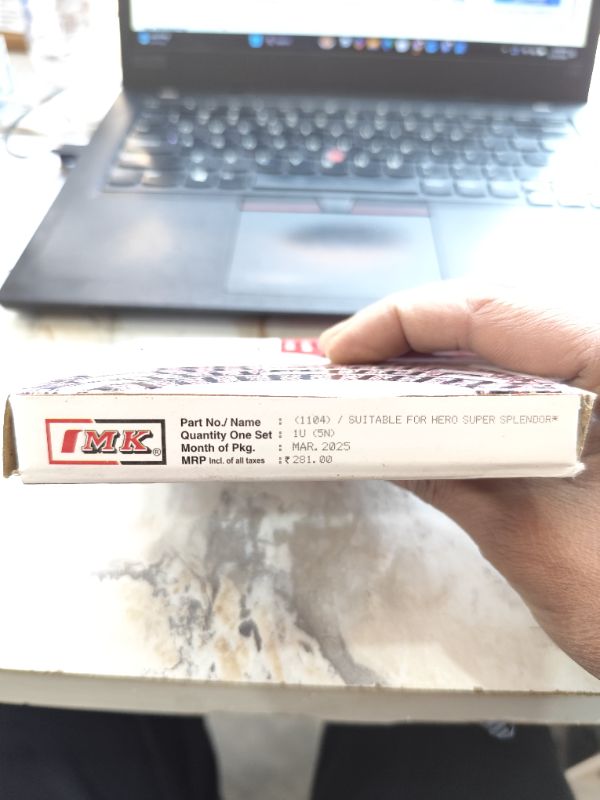 IMK®
Part No./ Name : (1104) / SUITABLE FOR HERO SUPER SPLENDOR*
Quantity One Set : 1U (5N)
Month of Pkg. : MAR.2025
MRP Incl. of all taxes :₹281.00